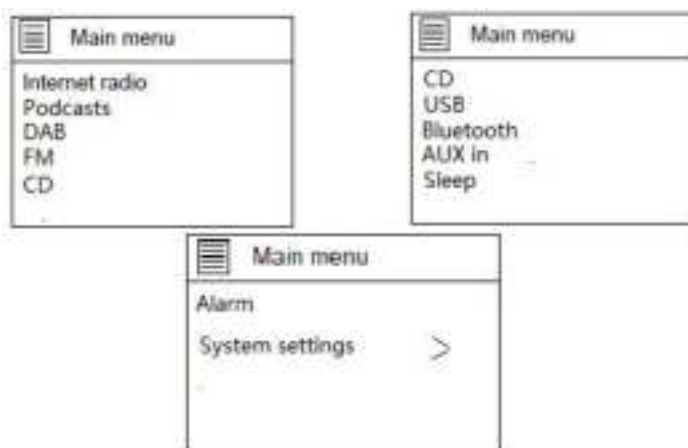 Main menu
Internet radio
Podcasts
DAB
FM
CD
Main menu
CD
USB
Bluetooth
AUX in
Sleep
Main menu
Alarm
System settings >